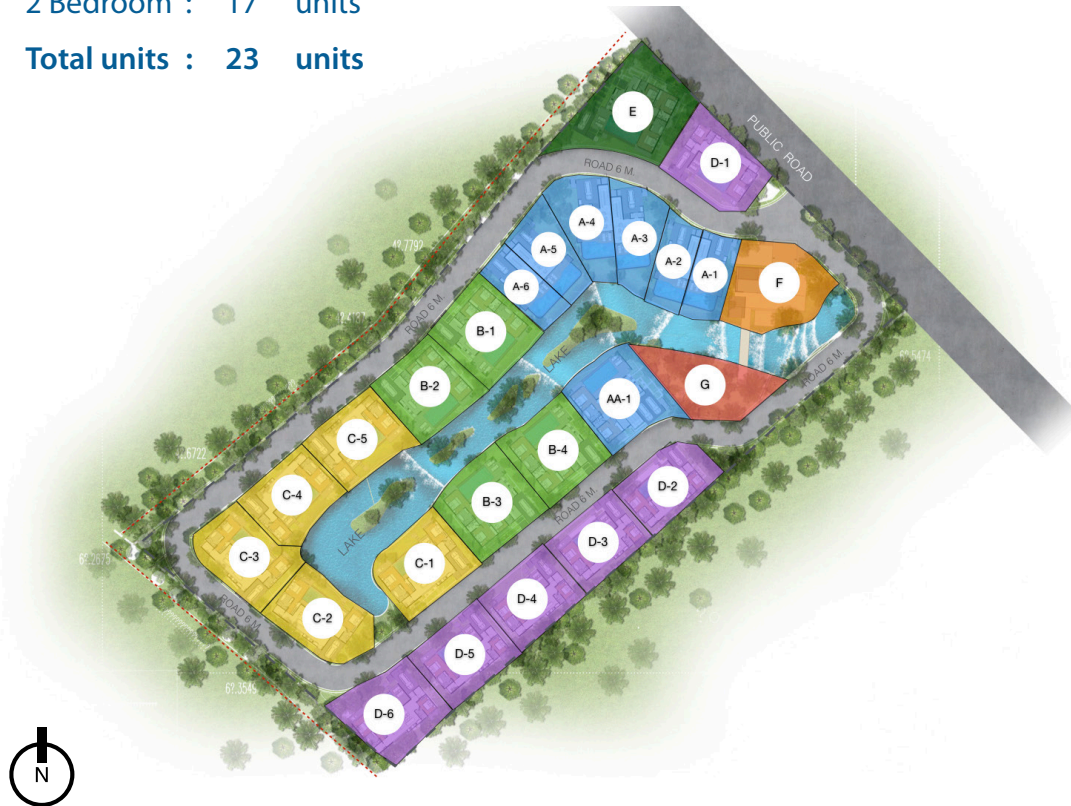 2 Bedroom : 17 units
Total units : 23 units
E
PUBLIC ROAD
D-1
ROAD 6 M.
A-4
A-3
A-5
A-2
A-1
A-6
F
ROAD 6 M.
B-1
LAKE
ROAD 6 M.
B-2
G
AA-1
C-5
B-4
C-4
D-2
B-3
ROAD 6 M.
D-3
LAKE
C-3
C-1
D-4
ROAD 6 M.
C-2
D-5
D-6
N